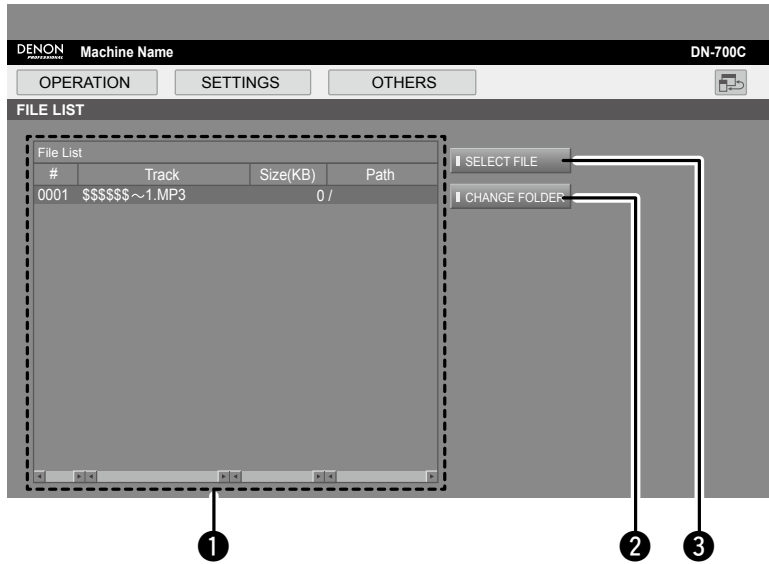 DENON PROFESSIONAL Machine Name DN-700C
OPERATION SETTINGS OTHERS
FILE LIST
File List
# Track Size(KB) Path
0001 $$$$$$~1.MP3 0 /
SELECT FILE
CHANGE FOLDER
1 2 3